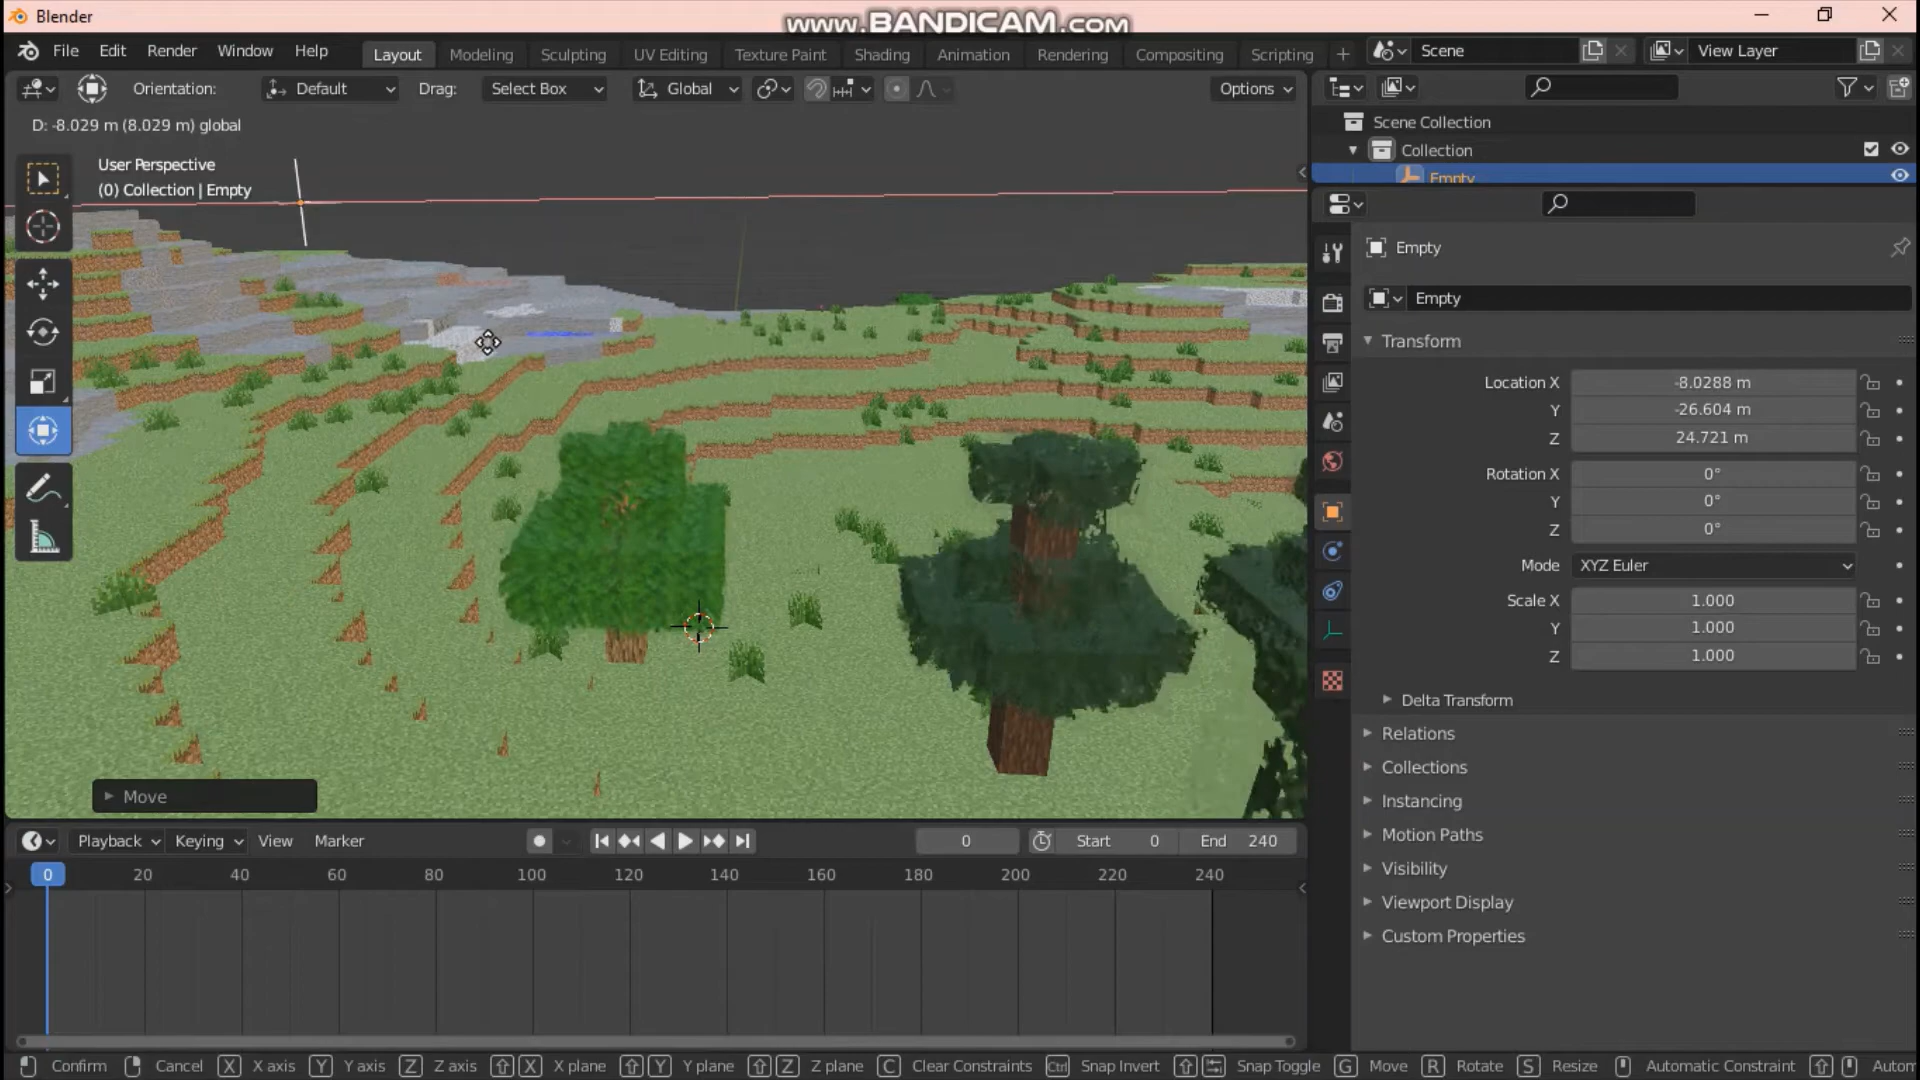 Blender
www.BANDICAM.com
File Edit Render Window Help
Layout Modeling Sculpting UV Editing Texture Paint Shading Animation Rendering Compositing Scripting +
Scene
View Layer
Orientation: Default Drag: Select Box Global Options
D: -8.029 m (8.029 m) global
User Perspective
(0) Collection | Empty
Scene Collection
Collection
Empty
Empty
Empty
Transform
Location X -8.0288 m
Y -26.604 m
Z 24.721 m
Rotation X 0°
Y 0°
Z 0°
Mode XYZ Euler
Scale X 1.000
Y 1.000
Z 1.000
Delta Transform
Relations
Collections
Instancing
Motion Paths
Visibility
Viewport Display
Custom Properties
Move
Playback Keying View Marker 0 Start 0 End 240
0 20 40 60 80 100 120 140 160 180 200 220 240
Confirm Cancel X X axis Y Y axis Z Z axis X X plane Y Y plane Z Z plane C Clear Constraints Ctrl Snap Invert Snap Toggle G Move R Rotate S Resize Automatic Constraint Auton